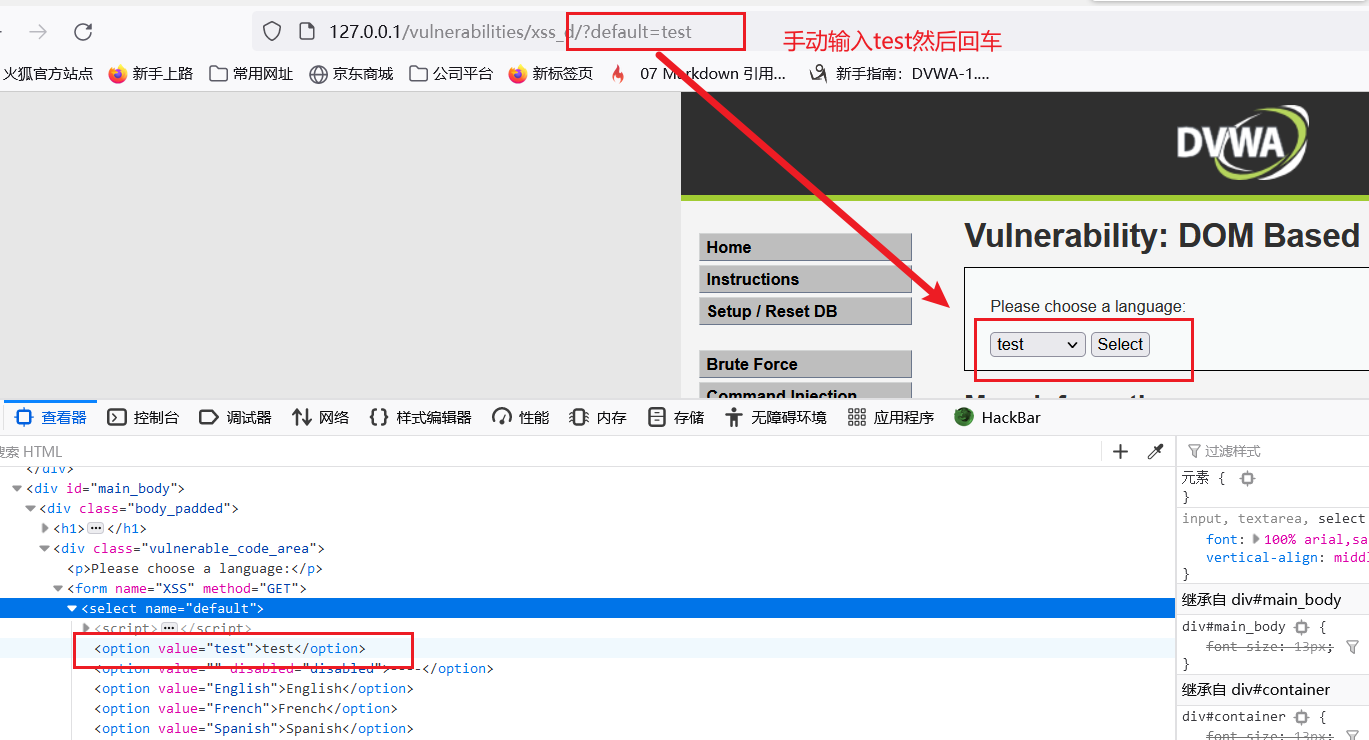 127.0.0.1/vulnerabilities/xss_d/?default=test
手动输入test然后回车
火狐官方站点 新手上路 常用网址 京东商城 公司平台 新标签页 07 Markdown 引用... 新手指南：DVWA-1....
DVWA
Vulnerability: DOM Based
Home
Instructions
Setup / Reset DB
Please choose a language:
test Select
Brute Force
Command Injection
查看器 控制台 调试器 网络 样式编辑器 性能 内存 存储 无障碍环境 应用程序 HackBar
搜索 HTML
过滤样式
</div>
<div id="main_body">
<div class="body_padded">
<h1>···</h1>
<div class="vulnerable_code_area">
<p>Please choose a language:</p>
<form name="XSS" method="GET">
<select name="default">
<script>···</script>
<option value="test">test</option>
<option value="" disabled="disabled">----</option>
<option value="English">English</option>
<option value="French">French</option>
<option value="Spanish">Spanish</option>
元素 {
}
input, textarea, select
font: 100% arial,sa
vertical-align: middl
}
继承自 div#main_body
div#main_body {
font-size: 13px;
}
继承自 div#container
div#container {
font-size: 13px;